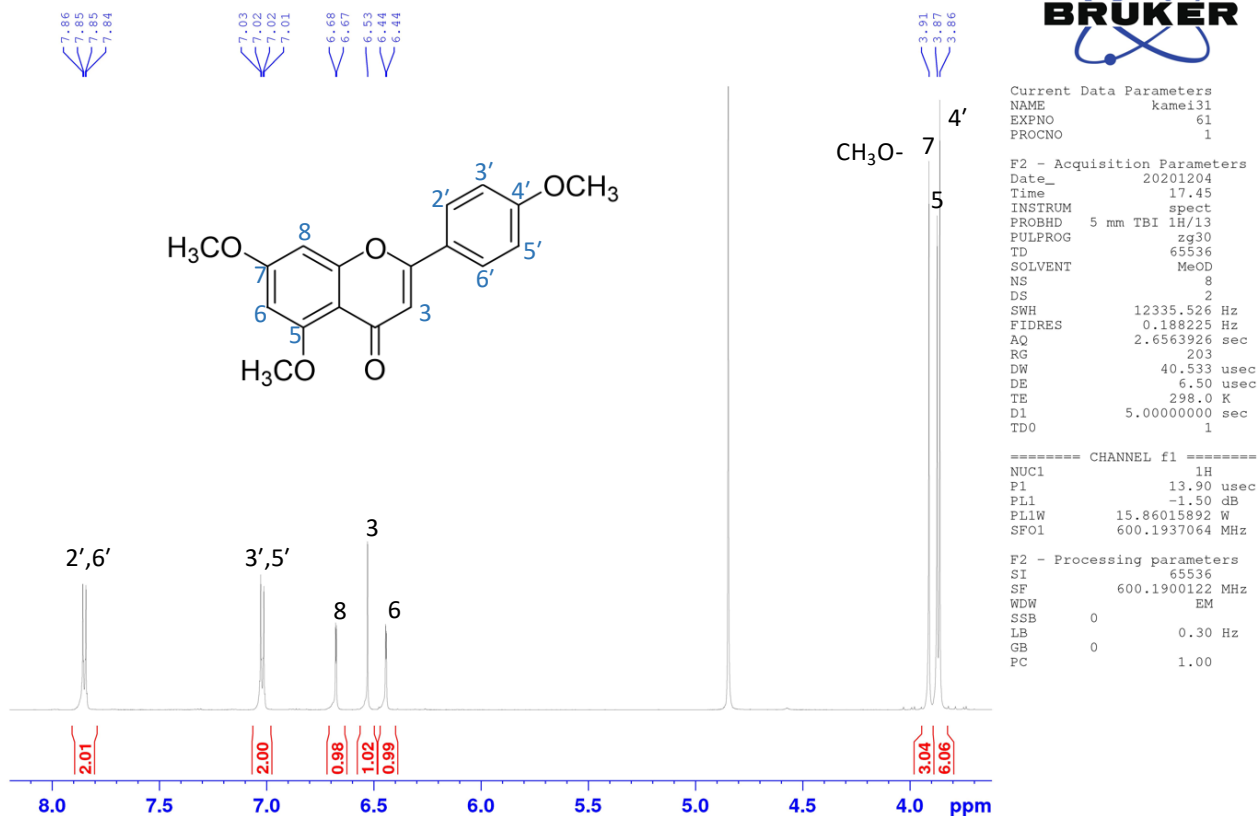 7.86
7.85
7.85
7.84
7.03
7.02
7.02
7.01
6.68
6.67
6.53
6.44
6.44
3.91
3.87
3.86
BRUKER
Current Data Parameters
NAME kamei31
EXPNO 61
PROCNO 1
F2 - Acquisition Parameters
Date_ 20201204
Time 17.45
INSTRUM spect
PROBHD 5 mm TBI 1H/13
PULPROG zg30
TD 65536
SOLVENT MeOD
NS 8
DS 2
SWH 12335.526 Hz
FIDRES 0.188225 Hz
AQ 2.6563926 sec
RG 203
DW 40.533 usec
DE 6.50 usec
TE 298.0 K
D1 5.00000000 sec
TD0 1
======== CHANNEL f1 ========
NUC1 1H
P1 13.90 usec
PL1 -1.50 dB
PL1W 15.86015892 W
SFO1 600.1937064 MHz
F2 - Processing parameters
SI 65536
SF 600.1900122 MHz
WDW EM
SSB 0
LB 0.30 Hz
GB 0
PC 1.00
4′
CH₃O- 7
5
3′
2′ 4′ OCH₃
8 5′
H₃CO O
7 6′
6 3
5
H₃CO O
2′,6′
3′,5′
8
3
6
2.01
2.00
0.98
1.02
0.99
3.04
6.06
8.0 7.5 7.0 6.5 6.0 5.5 5.0 4.5 4.0 ppm